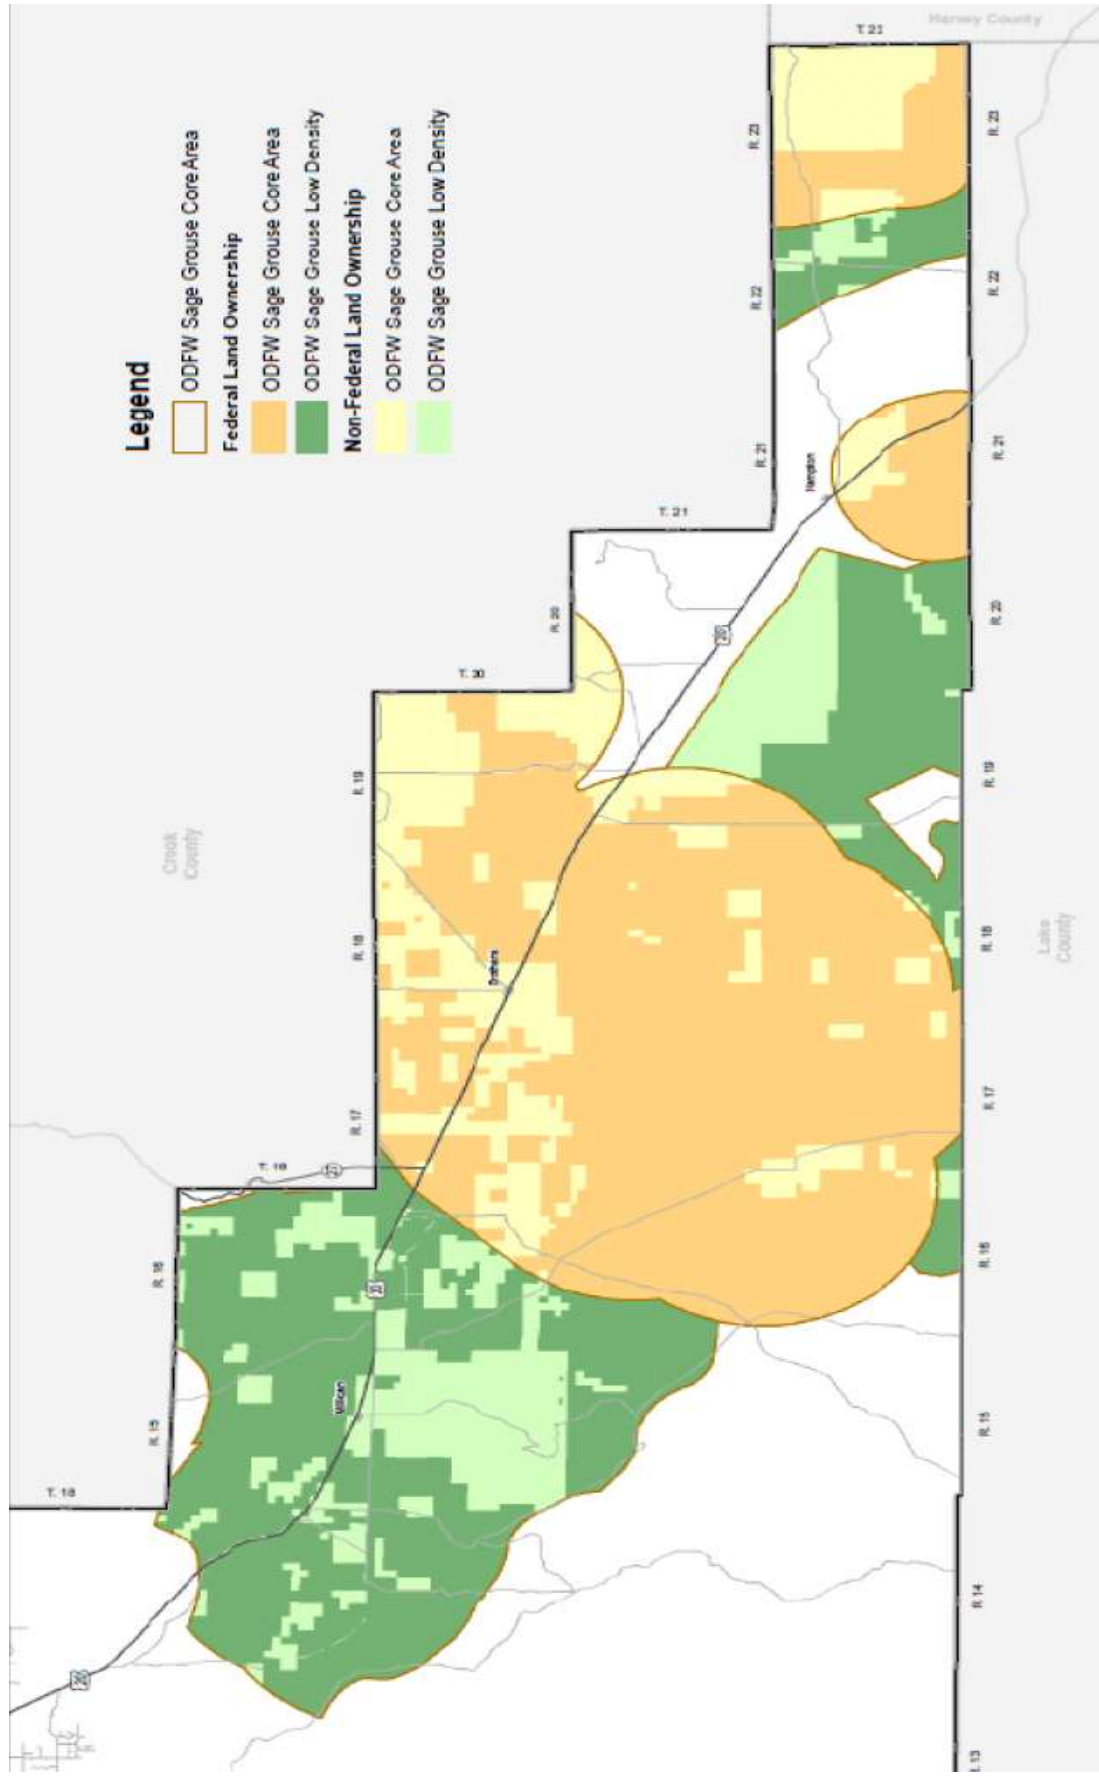 Legend
ODFW Sage Grouse Core Area
Federal Land Ownership
ODFW Sage Grouse Core Area
ODFW Sage Grouse Low Density
Non-Federal Land Ownership
ODFW Sage Grouse Core Area
ODFW Sage Grouse Low Density
Crook
County
Harney County
Lake
County
T. 18
R. 15
R. 16
T. 19
27
R. 17
R. 18
R. 19
T. 20
R. 20
T. 21
R. 21
R. 22
R. 23
20
Millican
20
Brothers
20
Hampton
R. 14
R. 15
R. 16
R. 17
R. 18
R. 19
R. 20
R. 21
R. 22
R. 23